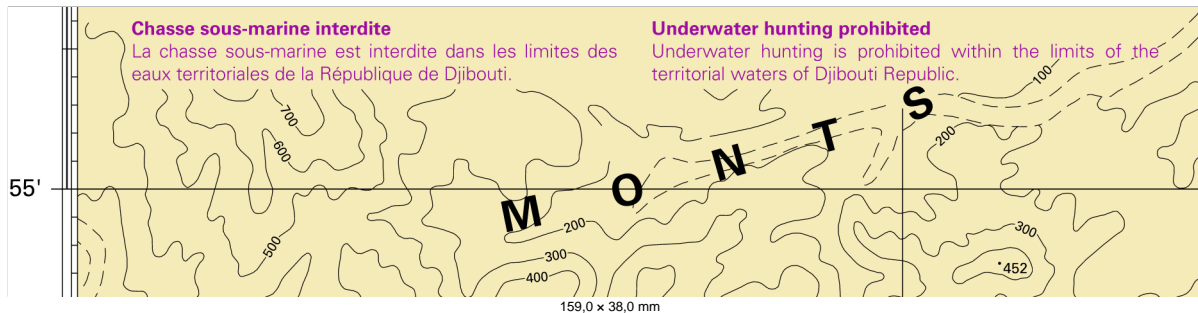 Chasse sous-marine interdite
La chasse sous-marine est interdite dans les limites des
eaux territoriales de la République de Djibouti.
Underwater hunting prohibited
Underwater hunting is prohibited within the limits of the
territorial waters of Djibouti Republic.
100
700
600
200
55'
MONTS
500
200
300
400
300
452
159,0 × 38,0 mm